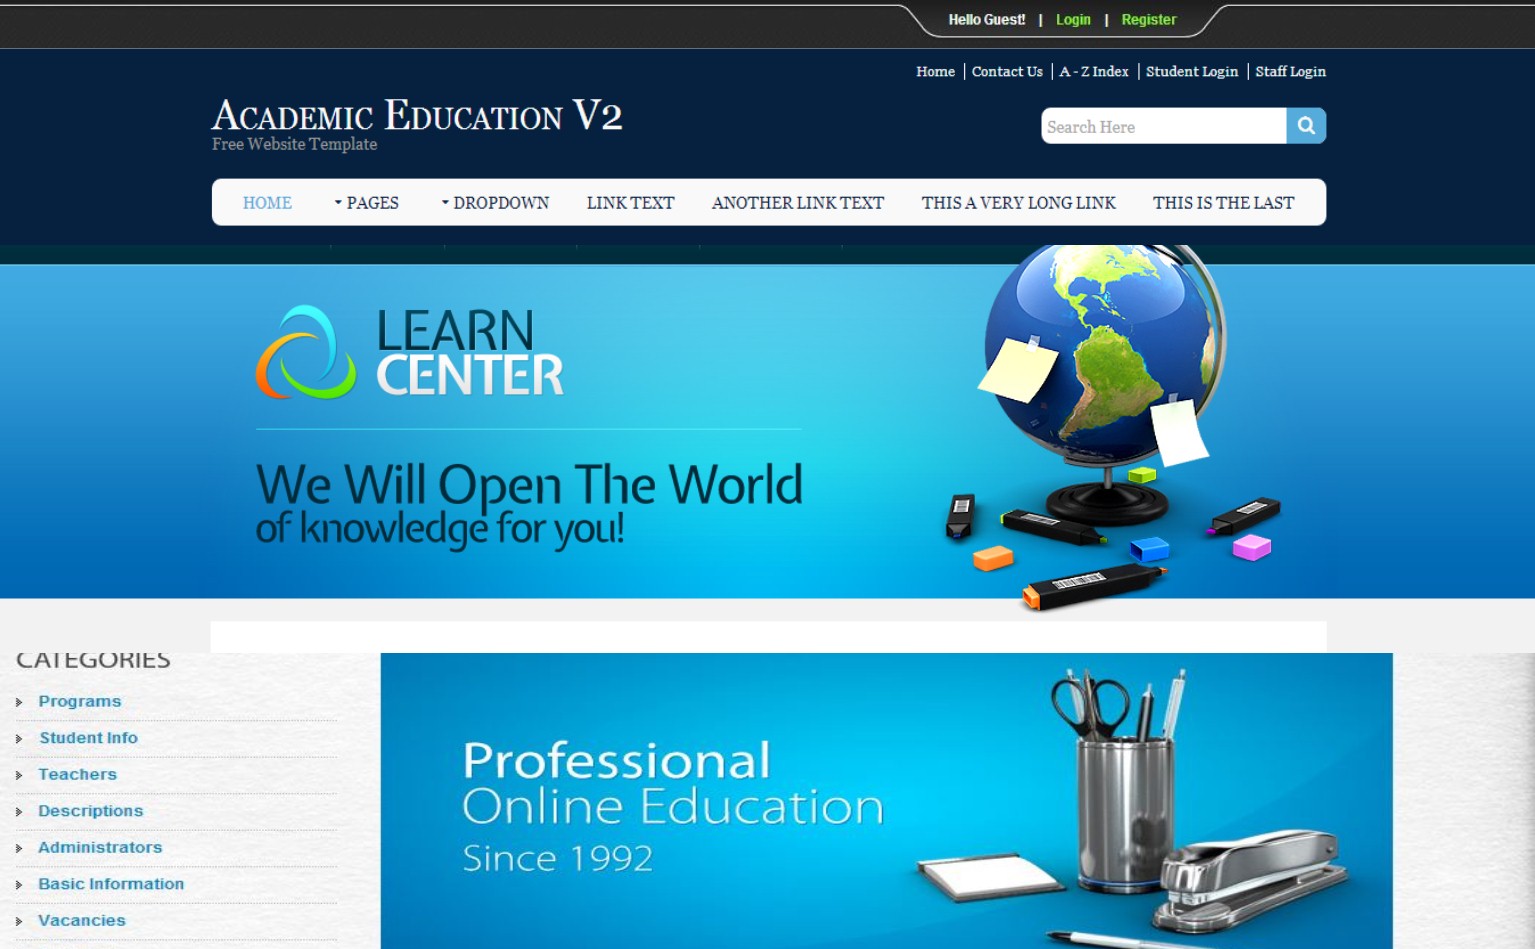 Hello Guest! | Login | Register
Home | Contact Us | A - Z Index | Student Login | Staff Login
ACADEMIC EDUCATION V2
Free Website Template
Search Here
HOME PAGES DROPDOWN LINK TEXT ANOTHER LINK TEXT THIS A VERY LONG LINK THIS IS THE LAST
LEARN
CENTER
We Will Open The World
of knowledge for you!
CATEGORIES
Programs
Student Info
Teachers
Descriptions
Administrators
Basic Information
Vacancies
Professional
Online Education
Since 1992